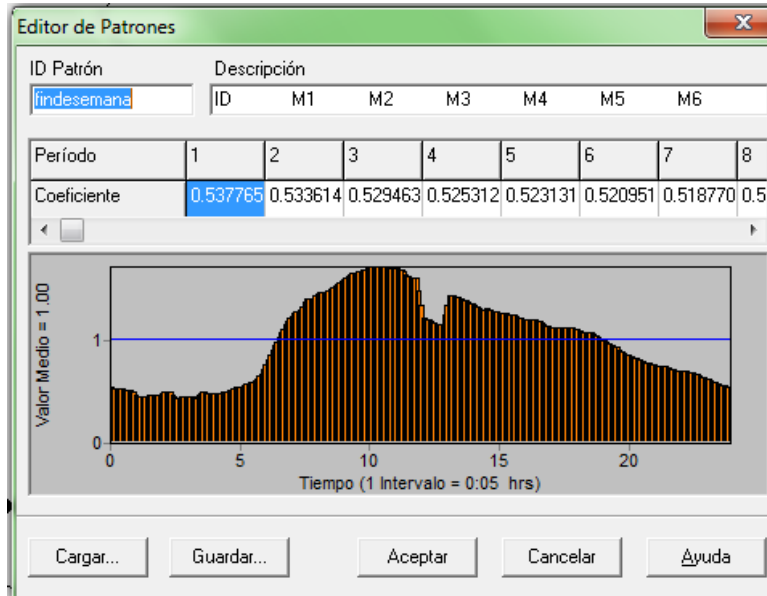 Editor de Patrones
ID Patrón Descripción
findesemana ID M1 M2 M3 M4 M5 M6
Período 1 2 3 4 5 6 7 8
Coeficiente 0.537765 0.533614 0.529463 0.525312 0.523131 0.520951 0.518770 0.5
Valor Medio = 1.00
1
0
0 5 10 15 20
Tiempo (1 Intervalo = 0:05 hrs)
Cargar... Guardar... Aceptar Cancelar Ayuda